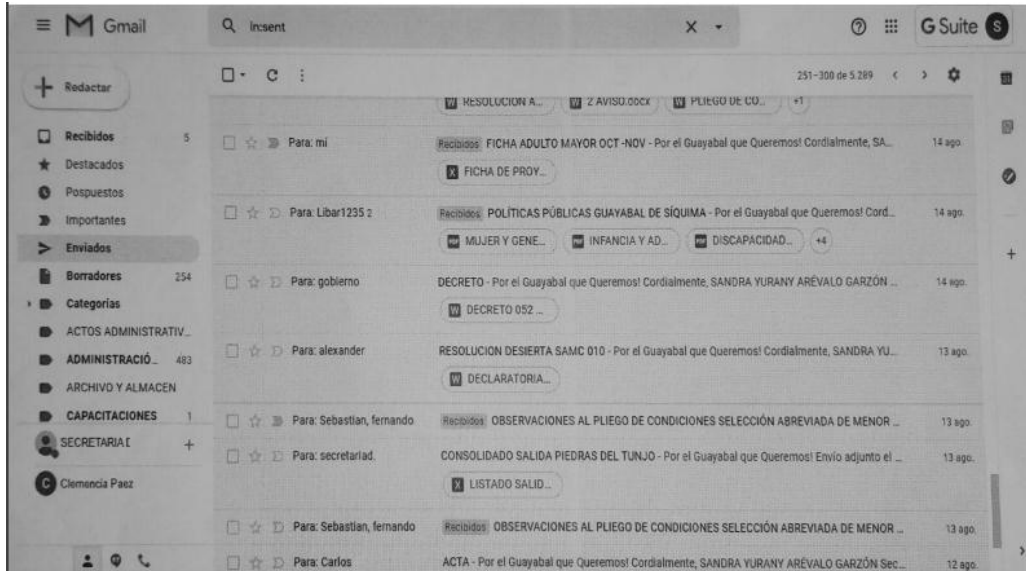 Gmail
in:sent
G Suite
S
Redactar
251-300 de 5.289
Recibidos 5
Destacados
Pospuestos
Importantes
Enviados
Borradores 254
Categorías
ACTOS ADMINISTRATIV...
ADMINISTRACIÓ... 483
ARCHIVO Y ALMACEN
CAPACITACIONES 1
SECRETARIA
Clemencia Paez
RESOLUCION A... 2 AVISO.docx PLIEGO DE CO... +1
Para: mí Recibidos FICHA ADULTO MAYOR OCT -NOV - Por el Guayabal que Queremos! Cordialmente, SA... 14 ago.
FICHA DE PROY...
Para: Libar1235 2 Recibidos POLÍTICAS PÚBLICAS GUAYABAL DE SÍQUIMA - Por el Guayabal que Queremos! Cord... 14 ago.
MUJER Y GENE... INFANCIA Y AD... DISCAPACIDAD... +4
Para: gobierno DECRETO - Por el Guayabal que Queremos! Cordialmente, SANDRA YURANY ARÉVALO GARZÓN ... 14 ago.
DECRETO 052 ...
Para: alexander RESOLUCION DESIERTA SAMC 010 - Por el Guayabal que Queremos! Cordialmente, SANDRA YU... 13 ago.
DECLARATORIA...
Para: Sebastian, fernando Recibidos OBSERVACIONES AL PLIEGO DE CONDICIONES SELECCIÓN ABREVIADA DE MENOR ... 13 ago.
Para: secretariad. CONSOLIDADO SALIDA PIEDRAS DEL TUNJO - Por el Guayabal que Queremos! Envío adjunto el ... 13 ago.
LISTADO SALID...
Para: Sebastian, fernando Recibidos OBSERVACIONES AL PLIEGO DE CONDICIONES SELECCIÓN ABREVIADA DE MENOR ... 13 ago.
Para: Carlos ACTA - Por el Guayabal que Queremos! Cordialmente, SANDRA YURANY ARÉVALO GARZÓN Sec... 12 ago.